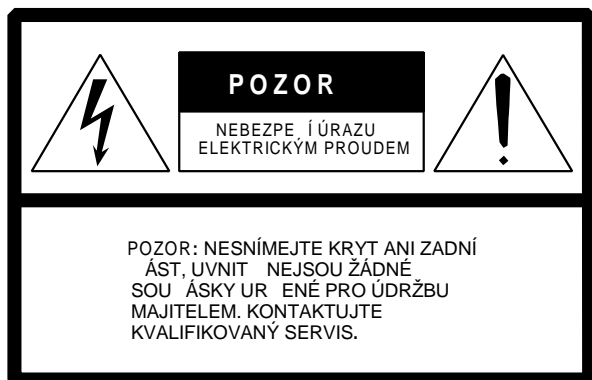 POZOR
NEBEZPE Í ÚRAZU
ELEKTRICKÝM PROUDEM
POZOR: NESNÍMEJTE KRYT ANI ZADNÍ
ÁST, UVNIT NEJSOU ŽÁDNÉ
SOU ÁSKY UR ENÉ PRO ÚDRŽBU
MAJITELEM. KONTAKTUJTE
KVALIFIKOVANÝ SERVIS.